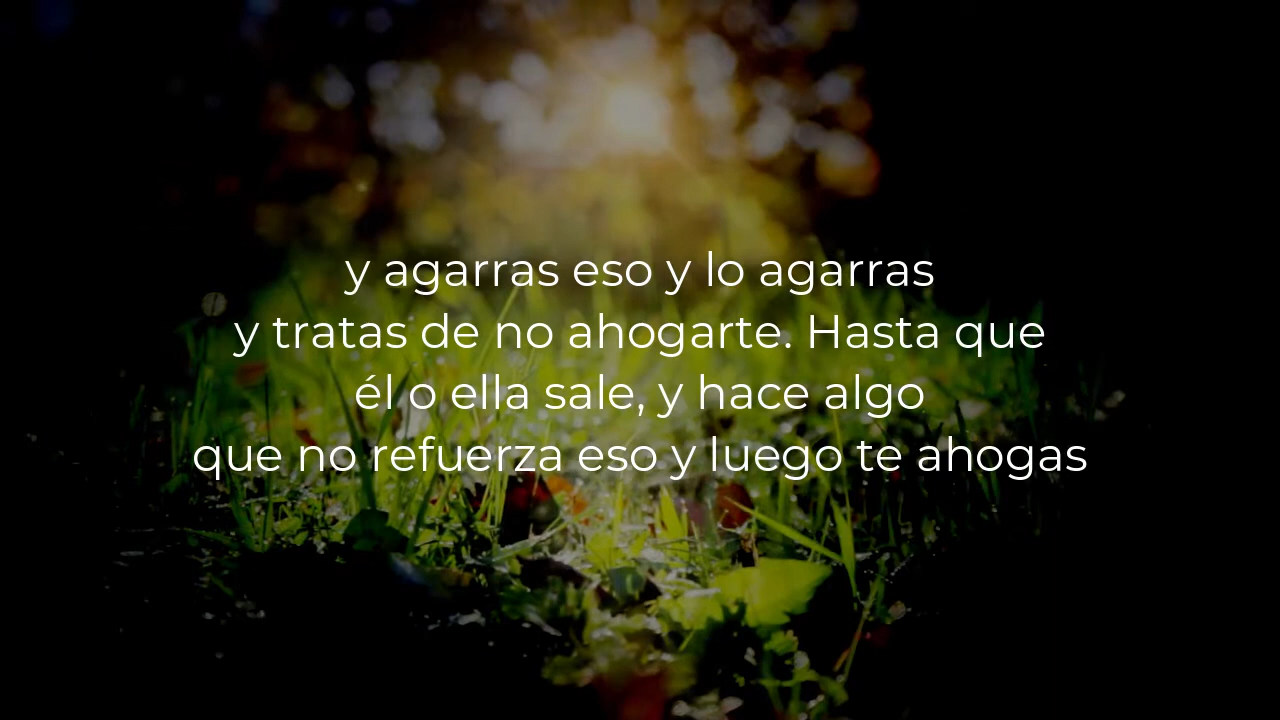 y agarras eso y lo agarras
y tratas de no ahogarte. Hasta que
él o ella sale, y hace algo
que no refuerza eso y luego te ahogas